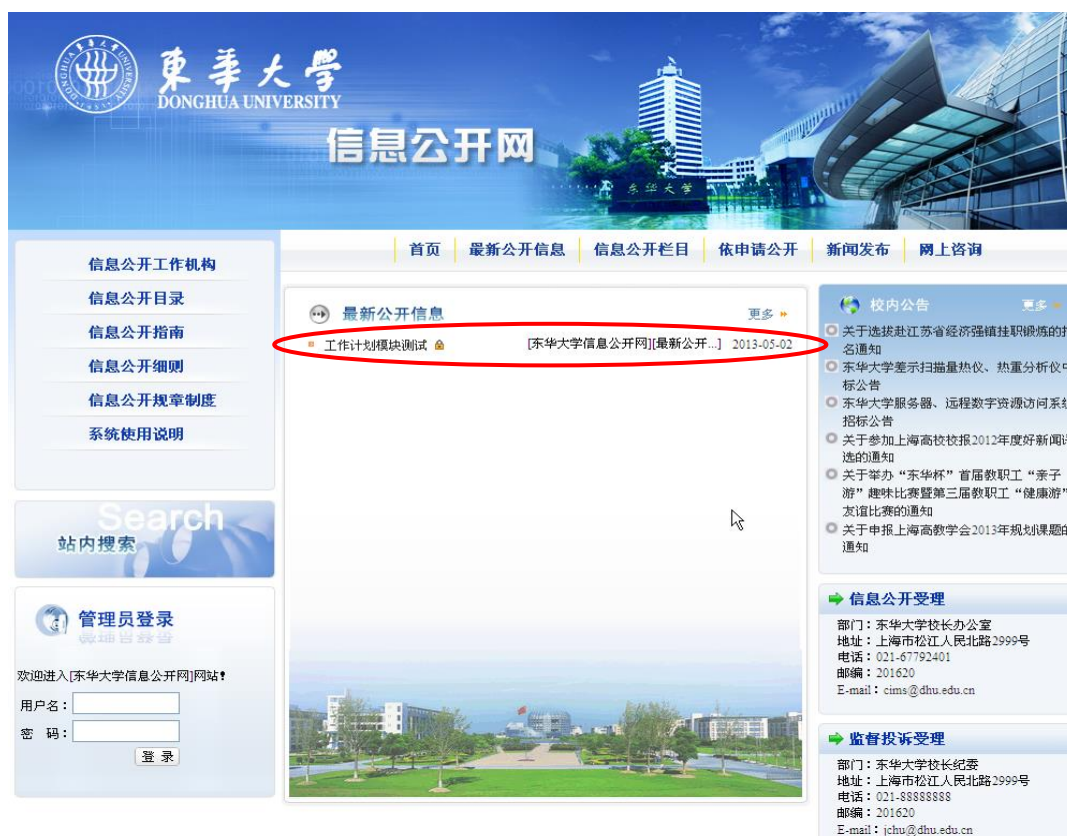 東華大學
DONGHUA UNIVERSITY
信息公开网
东华大学
首页 最新公开信息 信息公开栏目 依申请公开 新闻发布 网上咨询
信息公开工作机构
信息公开目录
信息公开指南
信息公开细则
信息公开规章制度
系统使用说明
Search
站内搜索
管理员登录
欢迎进入[东华大学信息公开网]网站!
用户名:
密 码:
登 录
最新公开信息 更多
工作计划模块测试 [东华大学信息公开网][最新公开...] 2013-05-02
校内公告 更多
关于选拔赴江苏省经济强镇挂职锻炼的
名通知
东华大学差示扫描量热仪、热重分析仪
标公告
东华大学服务器、远程数字资源访问系
招标公告
关于参加上海高校校报2012年度好新闻
选的通知
关于举办“东华杯”首届教职工“亲子
游”趣味比赛暨第三届教职工“健康游”
友谊比赛的通知
关于申报上海高教学会2013年规划课题
通知
信息公开受理
部门:东华大学校长办公室
地址:上海市松江人民北路2999号
电话:021-67792401
邮编:201620
E-mail:cims@dhu.edu.cn
监督投诉受理
部门:东华大学校长纪委
地址:上海市松江人民北路2999号
电话:021-88888888
邮编:201620
E-mail:jchu@dhu.edu.cn